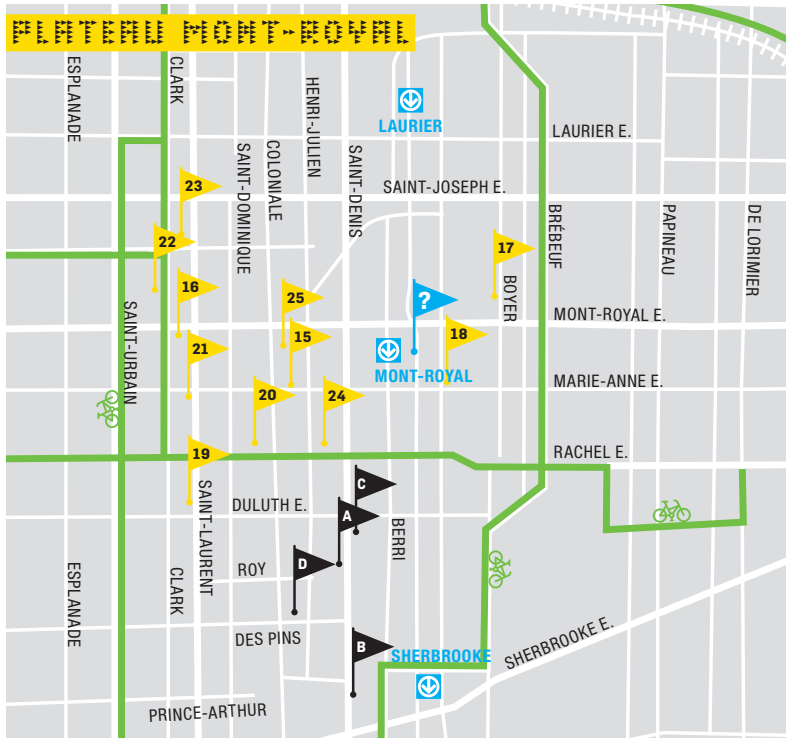 PLATEAU MONT-ROYAL
ESPLANADE
CLARK
HENRI-JULIEN
LAURIER
LAURIER E.
SAINT-DOMINIQUE
COLONIALE
SAINT-DENIS
23
SAINT-JOSEPH E.
BRÉBEUF
PAPINEAU
DE LORIMIER
22
17
BOYER
16
25
?
SAINT-URBAIN
MONT-ROYAL E.
15
18
21
MONT-ROYAL
MARIE-ANNE E.
20
24
19
RACHEL E.
SAINT-LAURENT
C
DULUTH E.
A
BERRI
ESPLANADE
CLARK
ROY
D
DES PINS
B
SHERBROOKE
SHERBROOKE E.
PRINCE-ARTHUR